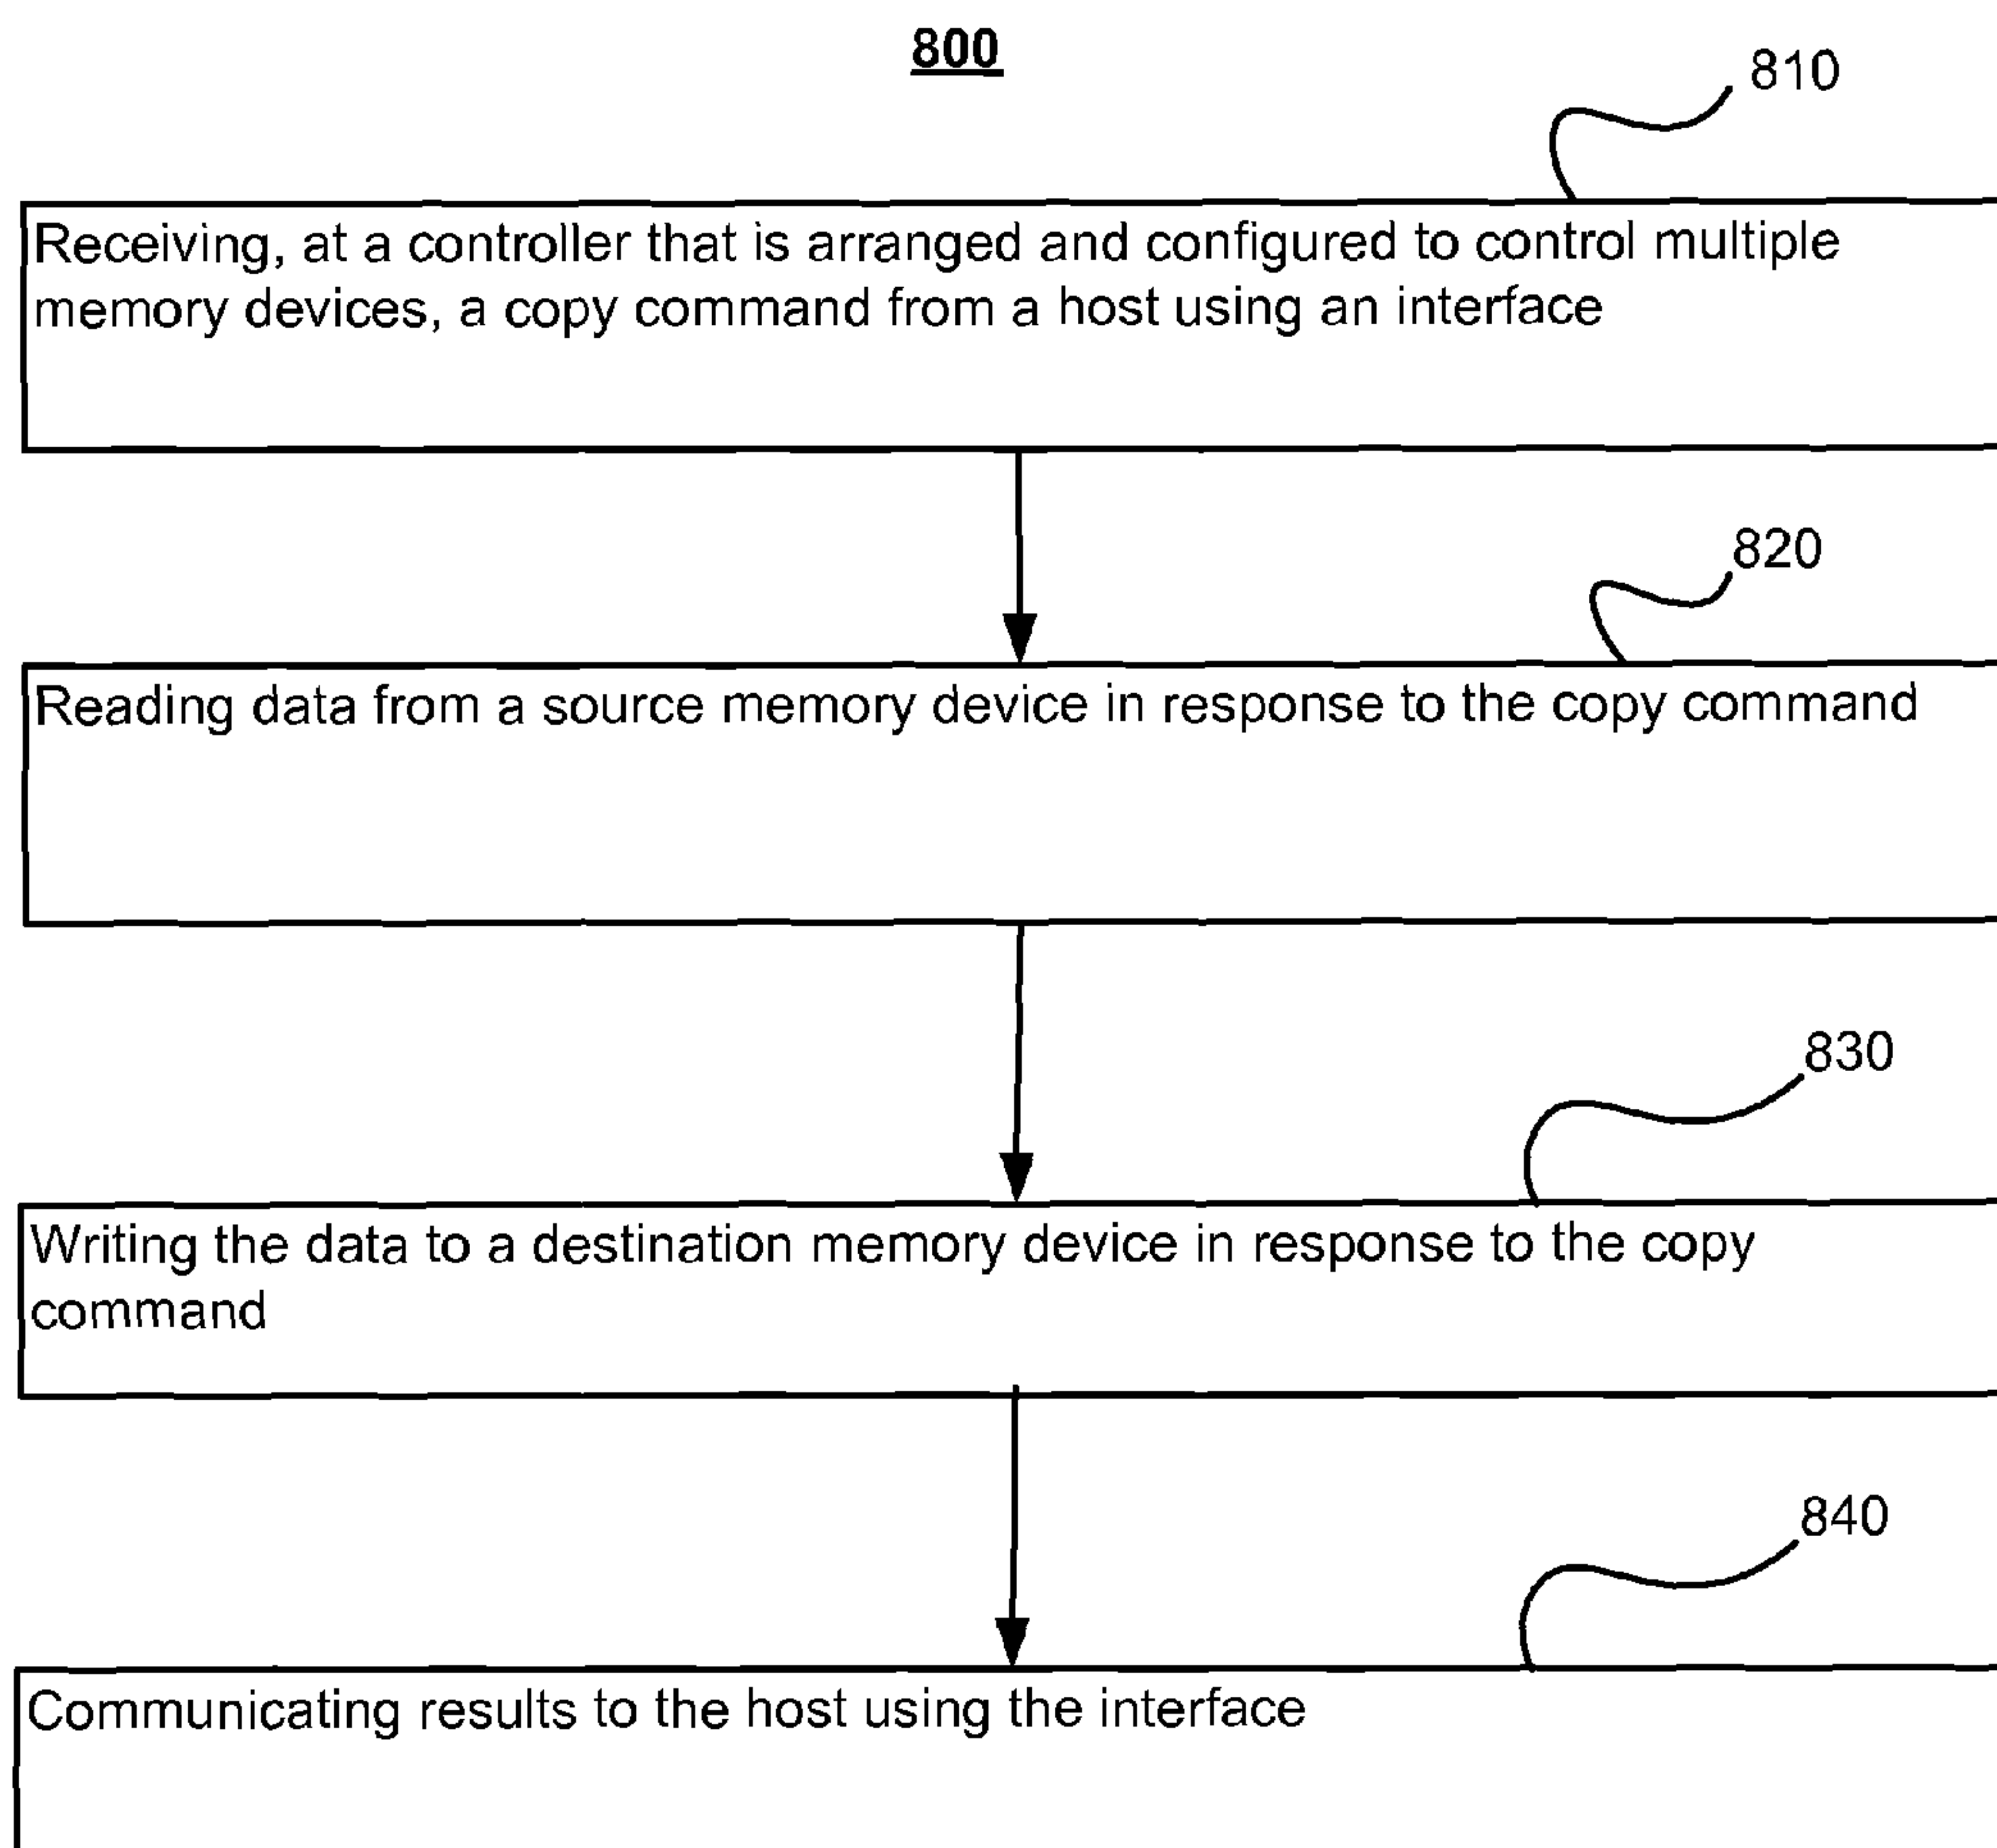 800
810
Receiving, at a controller that is arranged and configured to control multiple
memory devices, a copy command from a host using an interface
820
Reading data from a source memory device in response to the copy command
830
Writing the data to a destination memory device in response to the copy
command
840
Communicating results to the host using the interface